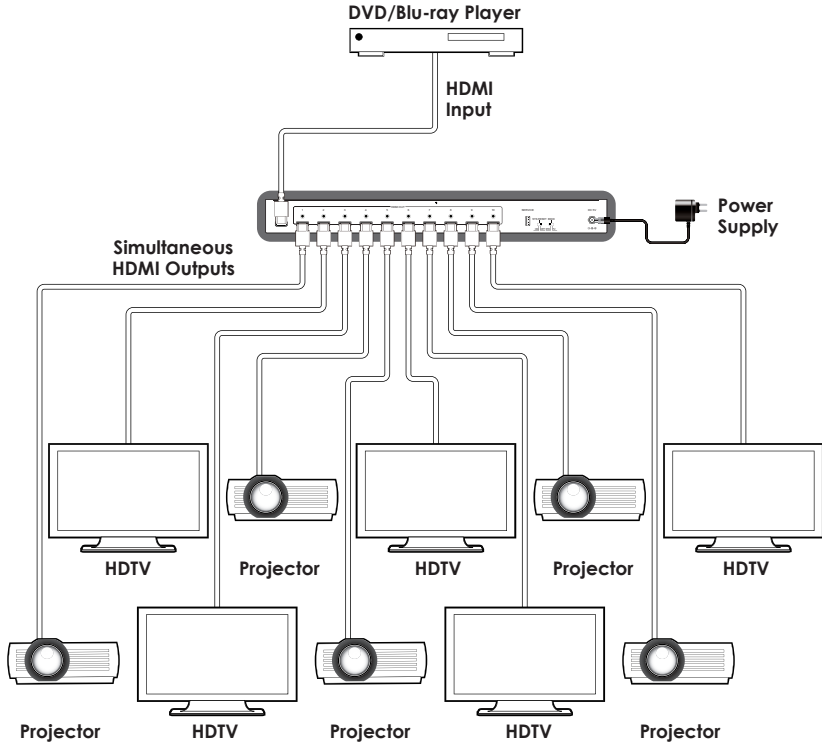 DVD/Blu-ray Player
HDMI
Input
Power
Supply
Simultaneous
HDMI Outputs
HDTV
Projector
HDTV
Projector
HDTV
Projector
HDTV
Projector
HDTV
Projector